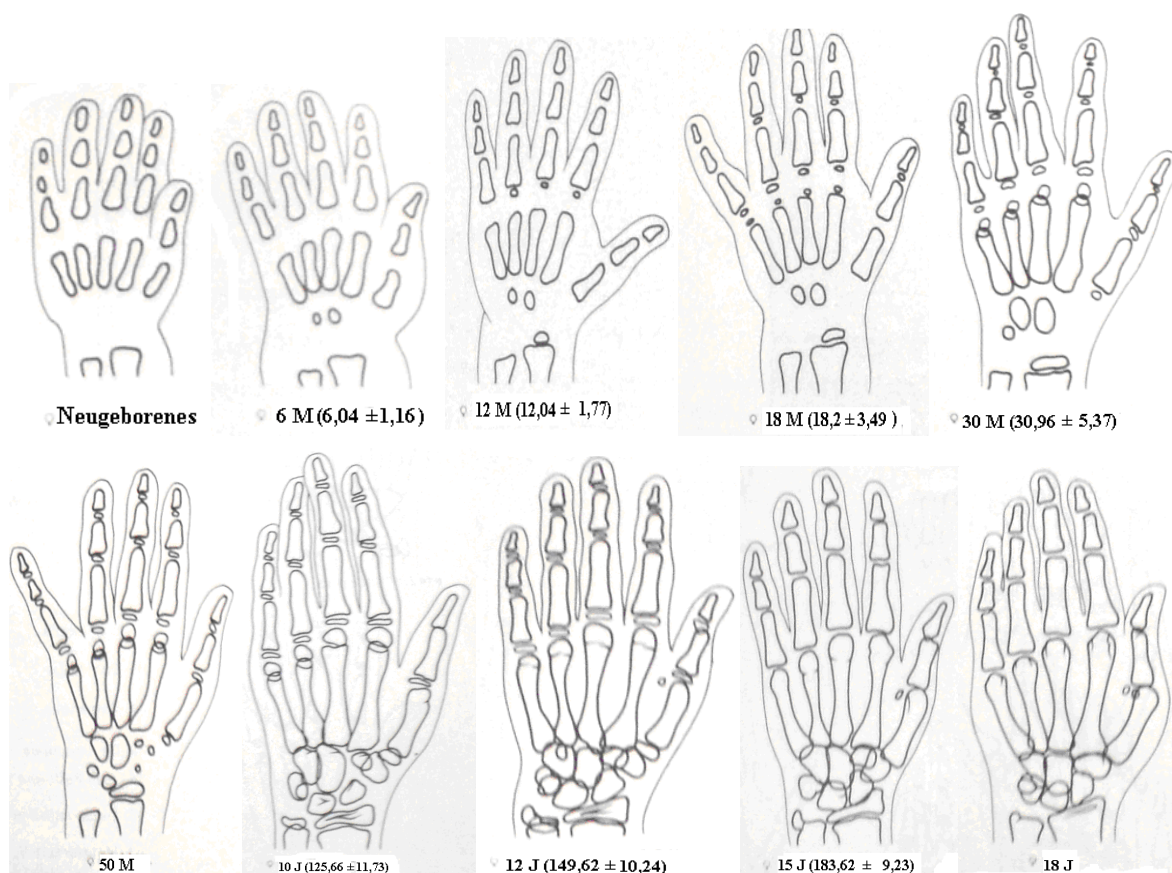 ♀ Neugeborenes
♀ 6 M (6,04 ±1,16)
♀ 12 M (12,04 ± 1,77)
♀ 18 M (18,2 ±3,49 )
♀ 30 M (30,96 ± 5,37)
♀ 50 M
♀ 10 J (125,66 ±11,73)
♀ 12 J (149,62 ±10,24)
♀ 15 J (183,62 ± 9,23)
♀ 18 J